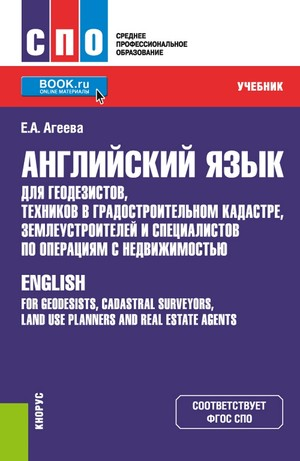 СПО
СРЕДНЕЕ
ПРОФЕССИОНАЛЬНОЕ
ОБРАЗОВАНИЕ
BOOK.ru
ONLINE МАТЕРИАЛЫ
УЧЕБНИК
Е.А. Агеева
АНГЛИЙСКИЙ ЯЗЫК
ДЛЯ ГЕОДЕЗИСТОВ,
ТЕХНИКОВ В ГРАДОСТРОИТЕЛЬНОМ КАДАСТРЕ,
ЗЕМЛЕУСТРОИТЕЛЕЙ И СПЕЦИАЛИСТОВ
ПО ОПЕРАЦИЯМ С НЕДВИЖИМОСТЬЮ
ENGLISH
FOR GEODESISTS, CADASTRAL SURVEYORS,
LAND USE PLANNERS AND REAL ESTATE AGENTS
КНОРУС
СООТВЕТСТВУЕТ
ФГОС СПО